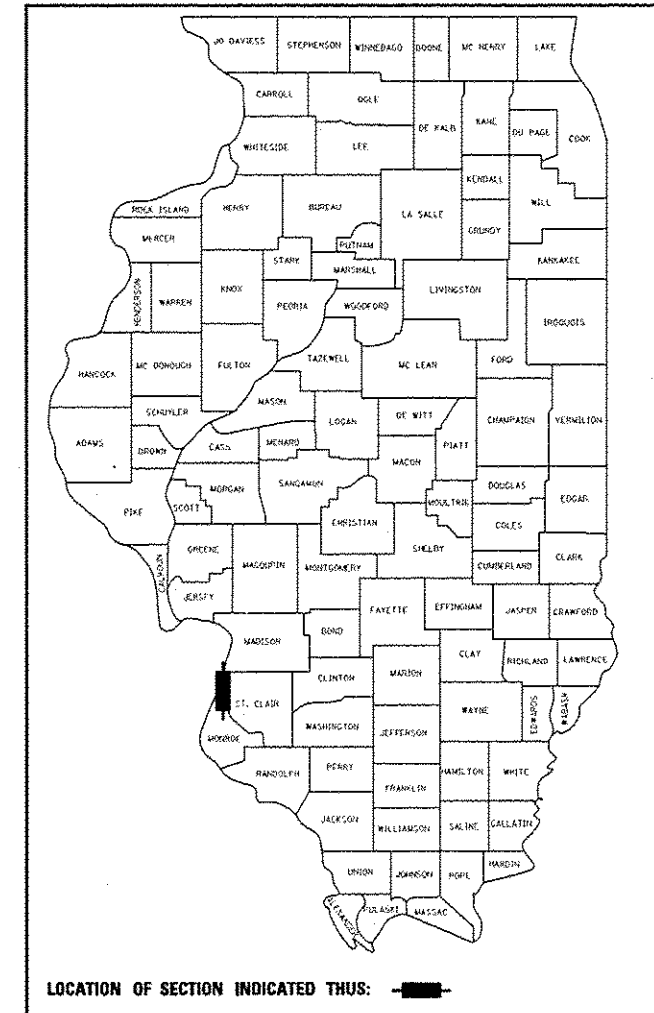 JO DAVIESS STEPHENSON WINNEBAGO BOONE MC HENRY LAKE
CARROLL OGLE DE KALB KANE DU PAGE COOK
WHITESIDE LEE KENDALL WILL
ROCK ISLAND HENRY BUREAU LA SALLE GRUNDY
MERCER PUTNAM KANKAKEE
STARK MARSHALL
HENDERSON WARREN KNOX PEORIA WOODFORD LIVINGSTON IROQUOIS
HANCOCK MC DONOUGH FULTON TAZEWELL MC LEAN FORD
SCHUYLER MASON LOGAN DE WITT CHAMPAIGN VERMILION
ADAMS BROWN CASS MENARD MACON PIATT
PIKE SCOTT MORGAN SANGAMON MOULTRIE DOUGLAS EDGAR
CHRISTIAN COLES
CALHOUN GREENE MACOUPIN MONTGOMERY SHELBY CUMBERLAND CLARK
JERSEY FAYETTE EFFINGHAM JASPER CRAWFORD
MADISON BOND
CLAY RICHLAND LAWRENCE
CLINTON MARION
ST. CLAIR WAYNE EDWARDS WABASH
WASHINGTON JEFFERSON
MONROE
RANDOLPH PERRY HAMILTON WHITE
FRANKLIN
JACKSON WILLIAMSON SALINE GALLATIN
UNION JOHNSON POPE HARDIN
ALEXANDER PULASKI MASSAC
LOCATION OF SECTION INDICATED THUS: